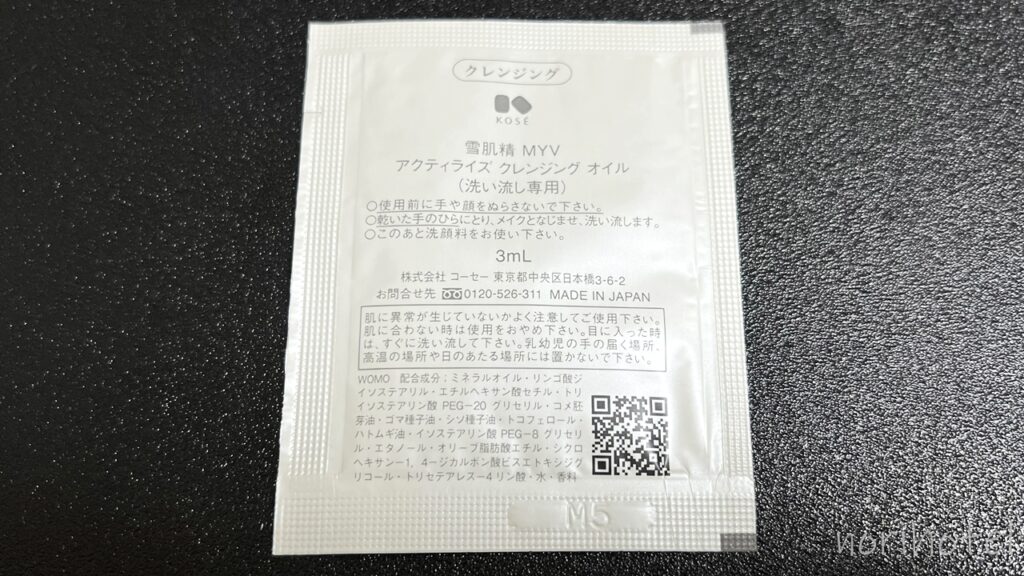 クレンジング
KOSÉ
雪肌精 MYV
アクティライズ クレンジング オイル
(洗い流し専用)
○使用前に手や顔をぬらさないで下さい。
○乾いた手のひらにとり、メイクとなじませ、洗い流します。
○このあと洗顔料をお使い下さい。
3mL
株式会社 コーセー 東京都中央区日本橋3-6-2
お問合せ先 0120-526-311 MADE IN JAPAN
肌に異常が生じていないかよく注意してご使用下さい。
肌に合わない時は使用をおやめ下さい。目に入った時
は、すぐに洗い流して下さい。乳幼児の手の届く場所、
高温の場所や日のあたる場所には置かないで下さい。
WOMO 配合成分;ミネラルオイル・リンゴ酸ジ
イソステアリル・エチルヘキサン酸セチル・トリ
イソステアリン酸 PEG-20 グリセリル・コメ胚
芽油・ゴマ種子油・シソ種子油・トコフェロール・
ハトムギ油・イソステアリン酸 PEG-8 グリセリ
ル・エタノール・オリーブ脂肪酸エチル・シクロ
ヘキサン-1, 4-ジカルボン酸ビスエトキシジグ
リコール・トリセテアレス-4リン酸・水・香料
M5